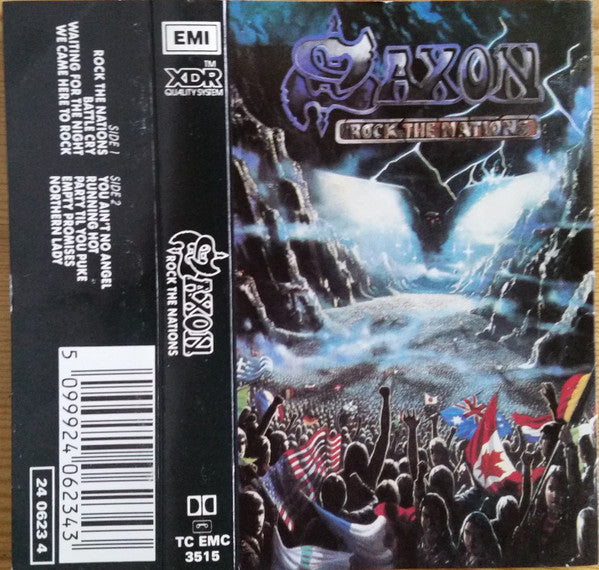 SIDE 1
ROCK THE NATIONS
BATTLE CRY
WAITING FOR THE NIGHT
WE CAME HERE TO ROCK
SIDE 2
YOU AIN'T NO ANGEL
RUNNING HOT
PARTY TIL YOU PUKE
EMPTY PROMISES
NORTHERN LADY
5 099924 062343
24 0623 4
EMI
XDR™
QUALITY SYSTEM
SAXON
ROCK THE NATIONS
TC EMC
3515
SAXON
ROCK THE NATIONS